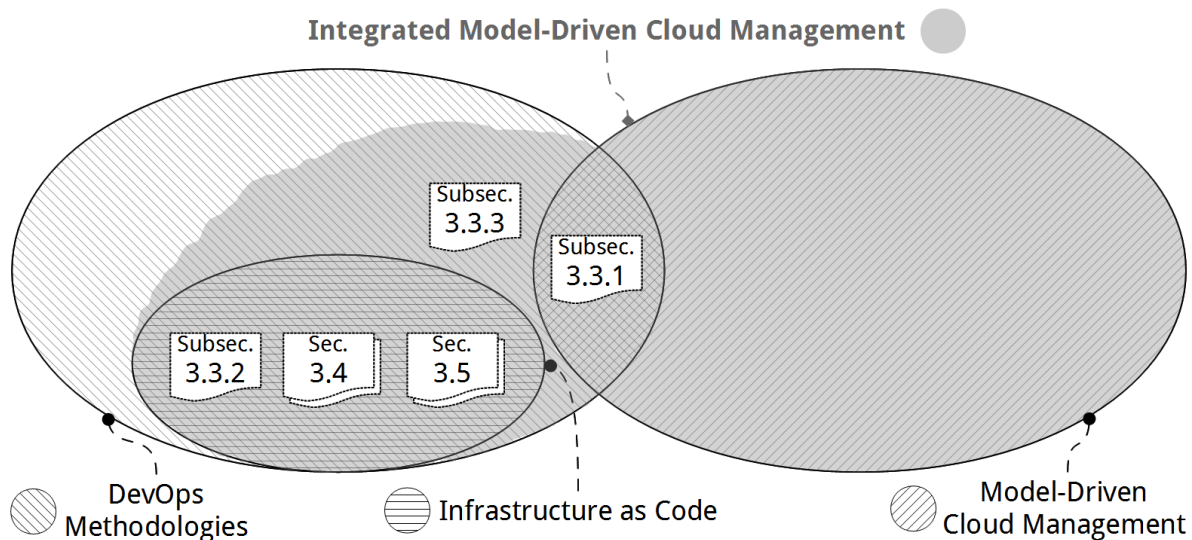 Integrated Model-Driven Cloud Management
Subsec.
3.3.3
Subsec.
3.3.1
Subsec.
3.3.2
Sec.
3.4
Sec.
3.5
DevOps
Methodologies
Infrastructure as Code
Model-Driven
Cloud Management